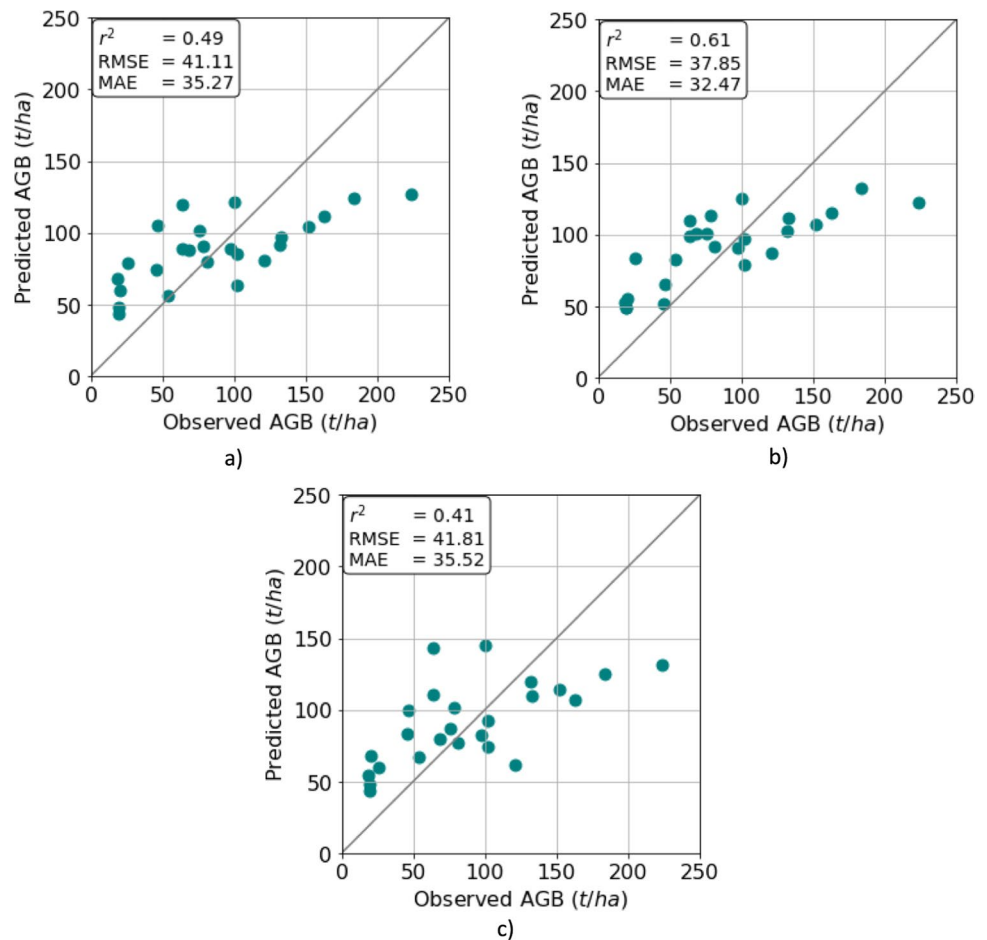 r² = 0.49
RMSE = 41.11
MAE = 35.27
250
200
150
100
50
0
Predicted AGB (t/ha)
0 50 100 150 200 250
Observed AGB (t/ha)
a)
r² = 0.61
RMSE = 37.85
MAE = 32.47
250
200
150
100
50
0
Predicted AGB (t/ha)
0 50 100 150 200 250
Observed AGB (t/ha)
b)
r² = 0.41
RMSE = 41.81
MAE = 35.52
250
200
150
100
50
0
Predicted AGB (t/ha)
0 50 100 150 200 250
Observed AGB (t/ha)
c)